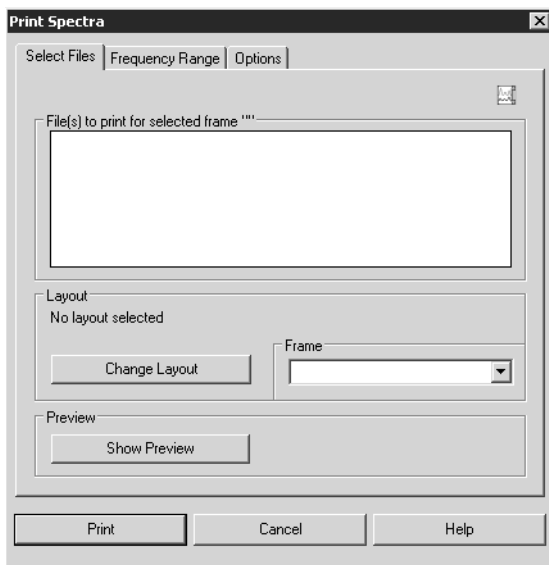 Print Spectra
Select Files
Frequency Range
Options
File(s) to print for selected frame ""
Layout
No layout selected
Frame
Change Layout
Preview
Show Preview
Print
Cancel
Help